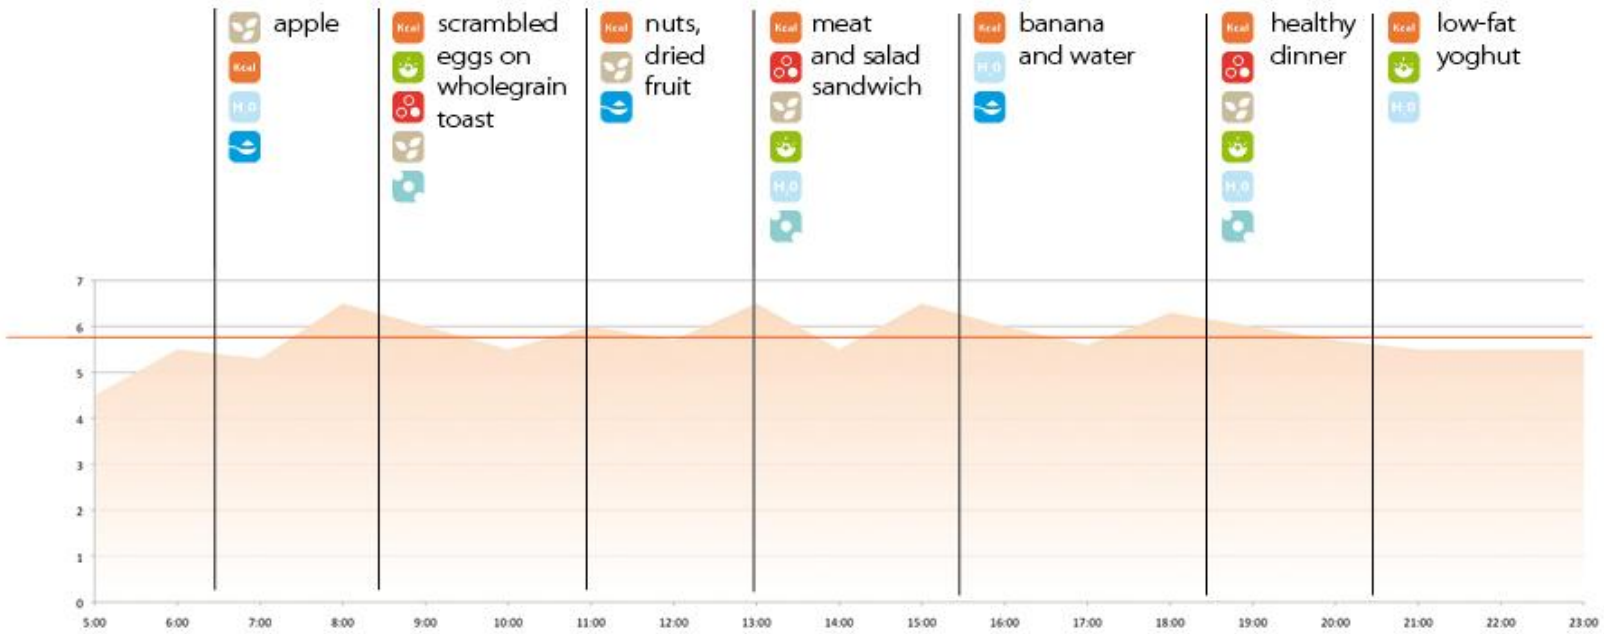 apple
Kcal
H2O
scrambled
eggs on
wholegrain
toast
Kcal
nuts,
dried
fruit
Kcal
meat
and salad
sandwich
Kcal
H2O
banana
and water
Kcal
H2O
healthy
dinner
Kcal
H2O
low-fat
yoghut
Kcal
H2O
7
6
5
4
3
2
1
0
5:00 6:00 7:00 8:00 9:00 10:00 11:00 12:00 13:00 14:00 15:00 16:00 17:00 18:00 19:00 20:00 21:00 22:00 23:00